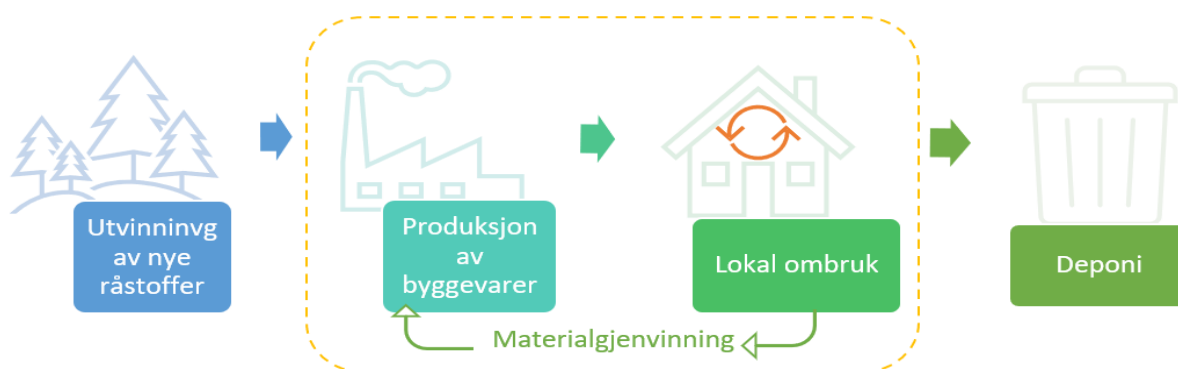 Utvinninvg
av nye
råstoffer
Produksjon
av
byggevarer
Lokal ombruk
Deponi
Materialgjenvinning